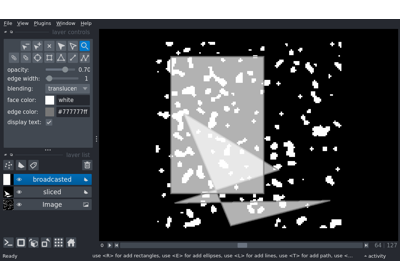 File View Plugins Window Help
layer controls
opacity: 0.70
edge width: 1
blending: translucen
face color: white
edge color: #777777ff
display text:
layer list
broadcasted
sliced
Image
0 64 127
Ready use <R> for add rectangles, use <E> for add ellipses, use <L> for add lines, use <T> for add path, use <... activity